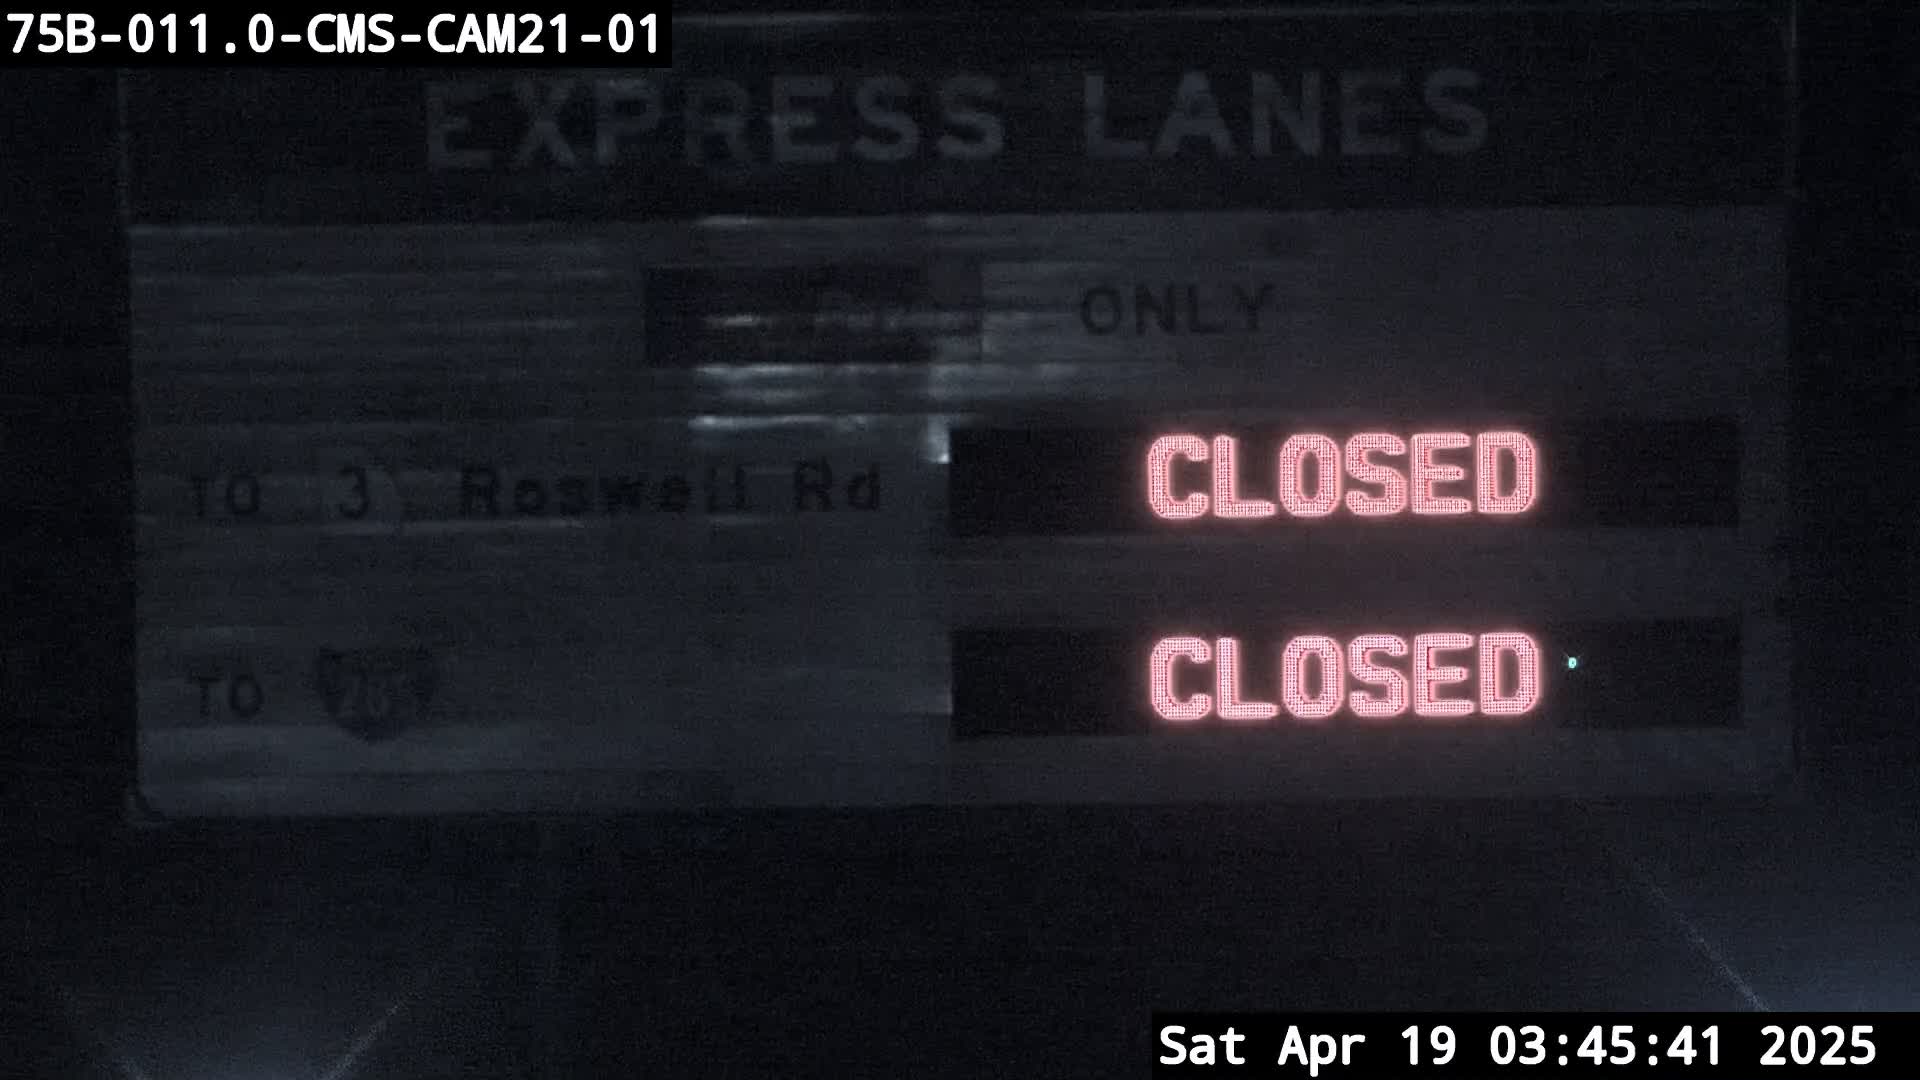 75B-011.0-CMS-CAM21-01
EXPRESS LANES
ONLY
TO 3 Roswell Rd CLOSED
TO 285 CLOSED
Sat Apr 19 03:45:41 2025